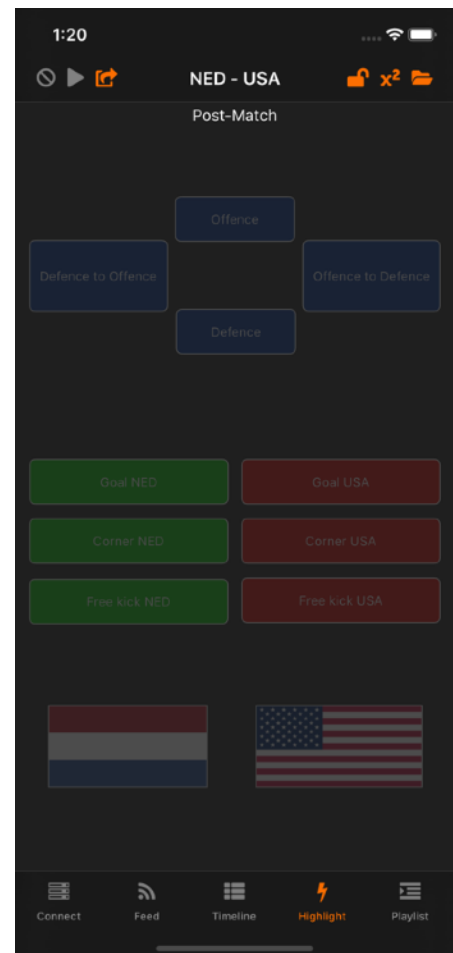 1:20
NED - USA
x²
Post-Match
Offence
Defence to Offence
Offence to Defence
Defence
Goal NED
Goal USA
Corner NED
Corner USA
Free kick NED
Free kick USA
Connect
Feed
Timeline
Highlight
Playlist